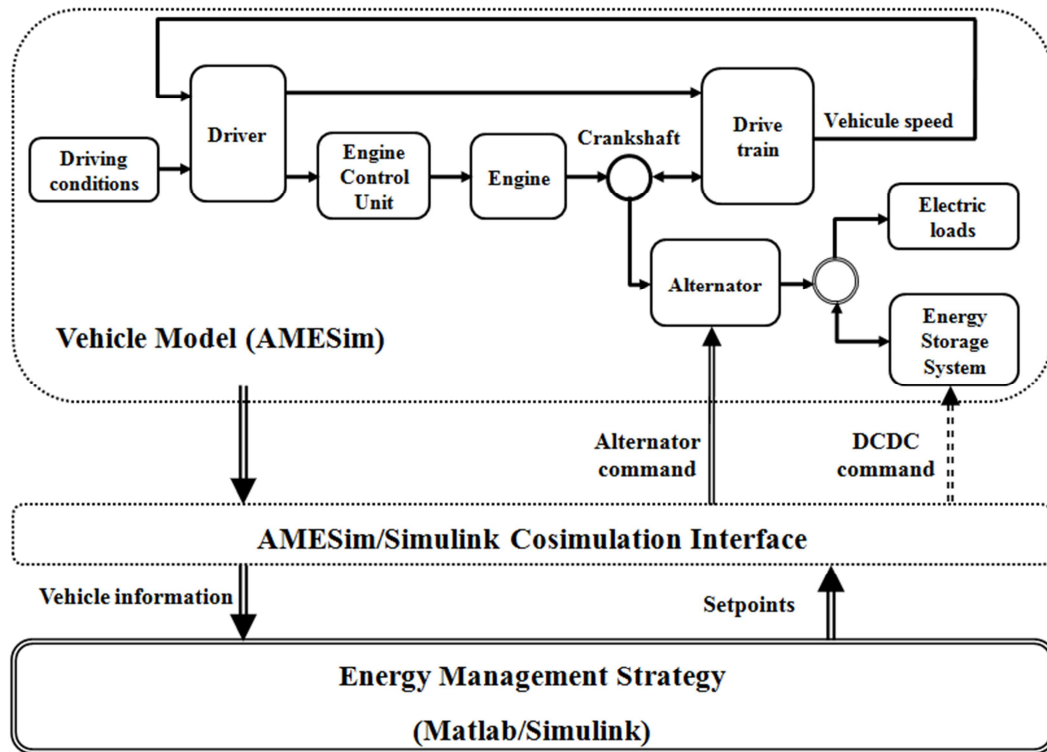 Driver
Driving
conditions
Engine
Control
Unit
Engine
Crankshaft
Drive
train
Vehicule speed
Electric
loads
Alternator
Energy
Storage
System
Vehicle Model (AMESim)
Alternator
command
DCDC
command
AMESim/Simulink Cosimulation Interface
Vehicle information
Setpoints
Energy Management Strategy
(Matlab/Simulink)